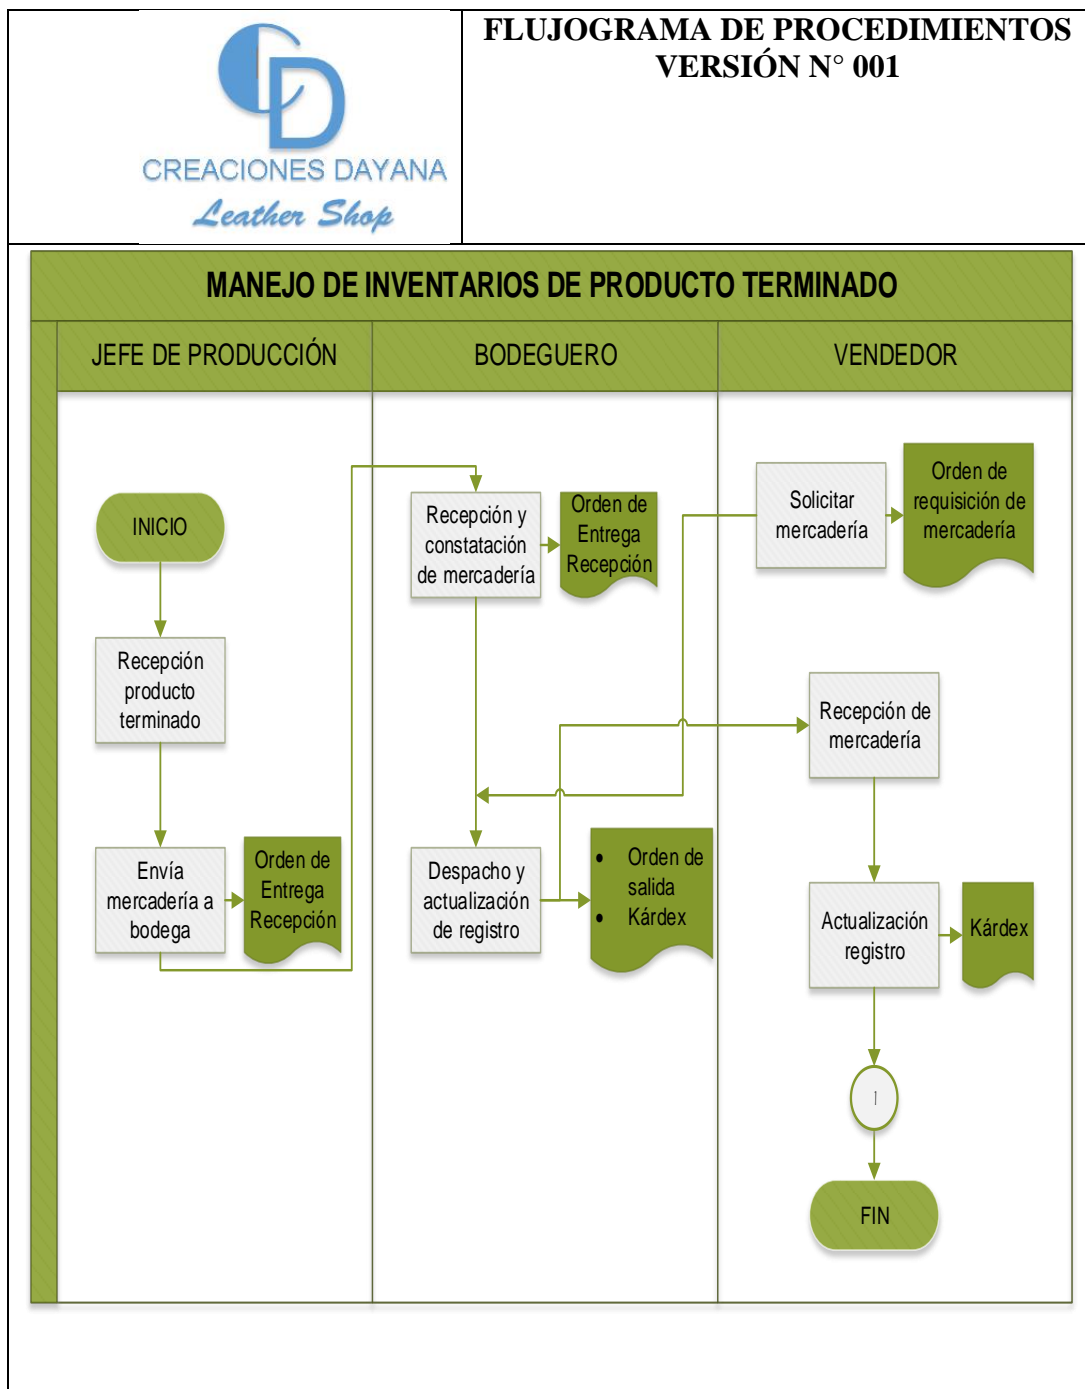 FLUJOGRAMA DE PROCEDIMIENTOS
VERSIÓN N° 001
CD
CREACIONES DAYANA
Leather Shop
MANEJO DE INVENTARIOS DE PRODUCTO TERMINADO
JEFE DE PRODUCCIÓN
BODEGUERO
VENDEDOR
INICIO
Recepción
producto
terminado
Envía
mercadería a
bodega
Orden de
Entrega
Recepción
Recepción y
constatación
de mercadería
Orden de
Entrega
Recepción
Despacho y
actualización
de registro
• Orden de
salida
• Kárdex
Solicitar
mercadería
Orden de
requisición de
mercadería
Recepción de
mercadería
Actualización
registro
Kárdex
1
FIN